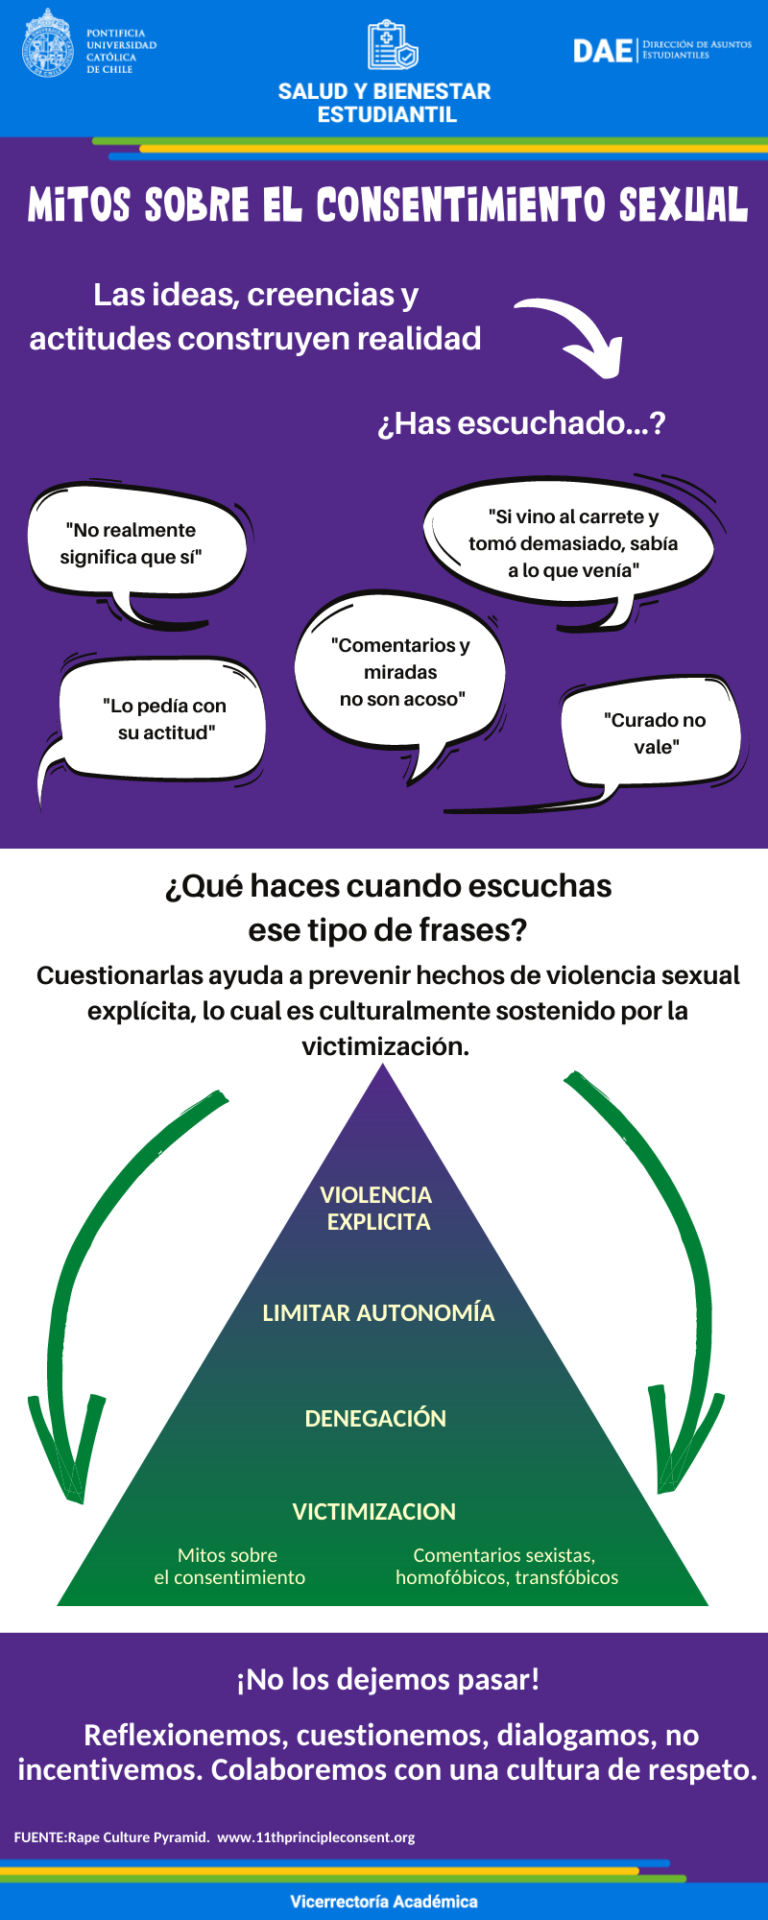 PONTIFICIA
UNIVERSIDAD
CATÓLICA
DE CHILE
SALUD Y BIENESTAR
ESTUDIANTIL
DAE
DIRECCIÓN DE ASUNTOS
ESTUDIANTILES
MiTOS SOBRE EL CONSENTiMiENTO SEXUAL
Las ideas, creencias y
actitudes construyen realidad
¿Has escuchado...?
"No realmente
significa que sí"
"Si vino al carrete y
tomó demasiado, sabía
a lo que venía"
"Comentarios y
miradas
no son acoso"
"Lo pedía con
su actitud"
"Curado no
vale"
¿Qué haces cuando escuchas
ese tipo de frases?
Cuestionarlas ayuda a prevenir hechos de violencia sexual
explícita, lo cual es culturalmente sostenido por la
victimización.
VIOLENCIA
EXPLICITA
LIMITAR AUTONOMÍA
DENEGACIÓN
VICTIMIZACION
Mitos sobre
el consentimiento
Comentarios sexistas,
homofóbicos, transfóbicos
¡No los dejemos pasar!
Reflexionemos, cuestionemos, dialogamos, no
incentivemos. Colaboremos con una cultura de respeto.
FUENTE:Rape Culture Pyramid. www.11thprincipleconsent.org
Vicerrectoría Académica